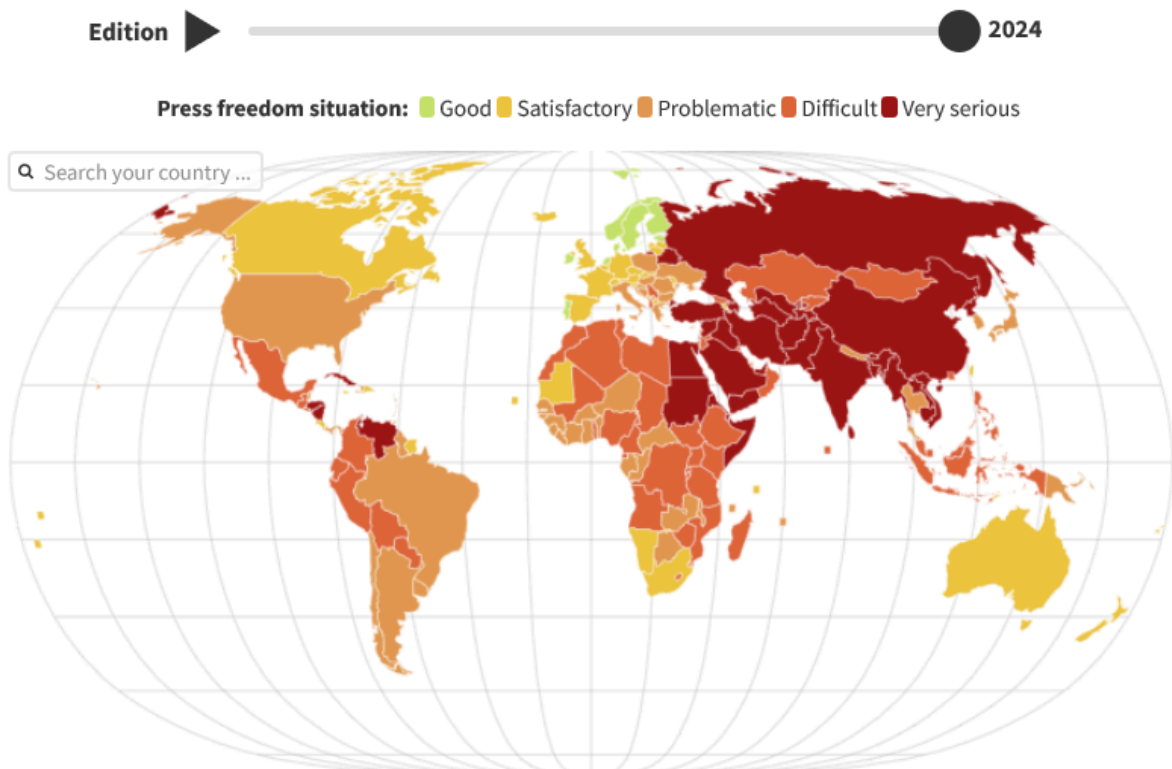 Edition 2024
Press freedom situation: Good Satisfactory Problematic Difficult Very serious
Search your country ...